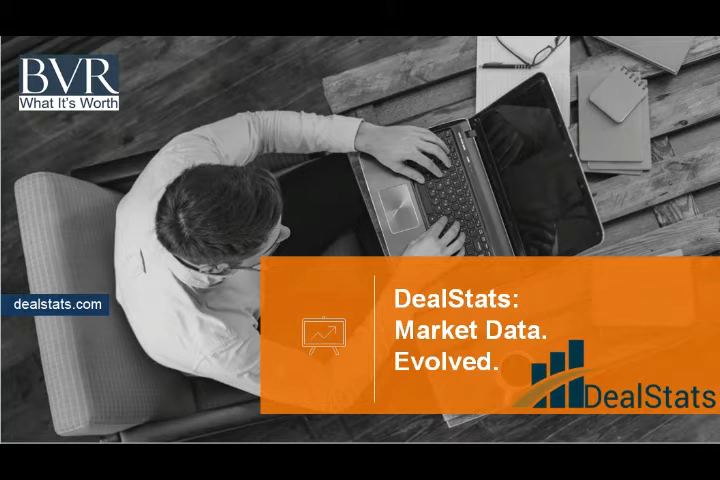 BVR
What It's Worth
dealstats.com
DealStats:
Market Data.
Evolved.
DealStats